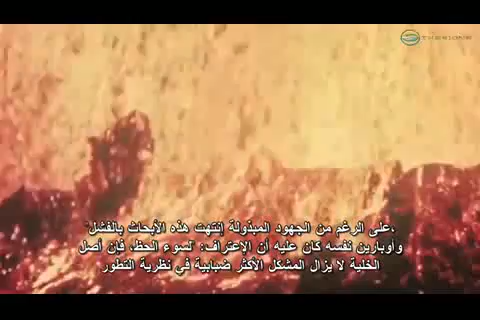 ،على الرغم من الجهود المبذولة إنتهت هذه الأبحاث بالفشل"
وأوبارين نفسه كان عليه أن الإعتراف: "لسوء الحظ، فإن أصل
الخلية لا يزال المشكل الأكثر ضبابية في نظرية التطور